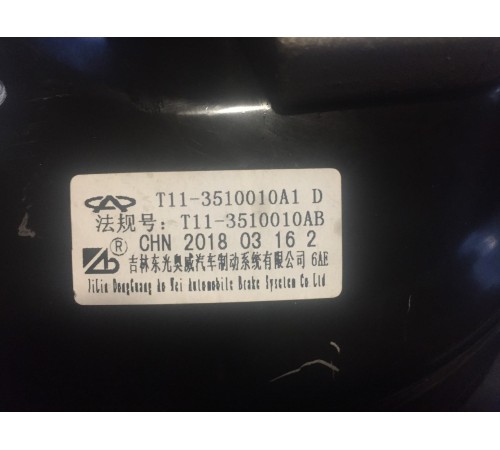 T11-3510010A1 D
法规号: T11-3510010AB
® CHN 2018 03 16 2
吉林东光奥威汽车制动系统有限公司 6AE
JiLin DongGuang Ao Wei Automobile Brake Sysetem Co Ltd